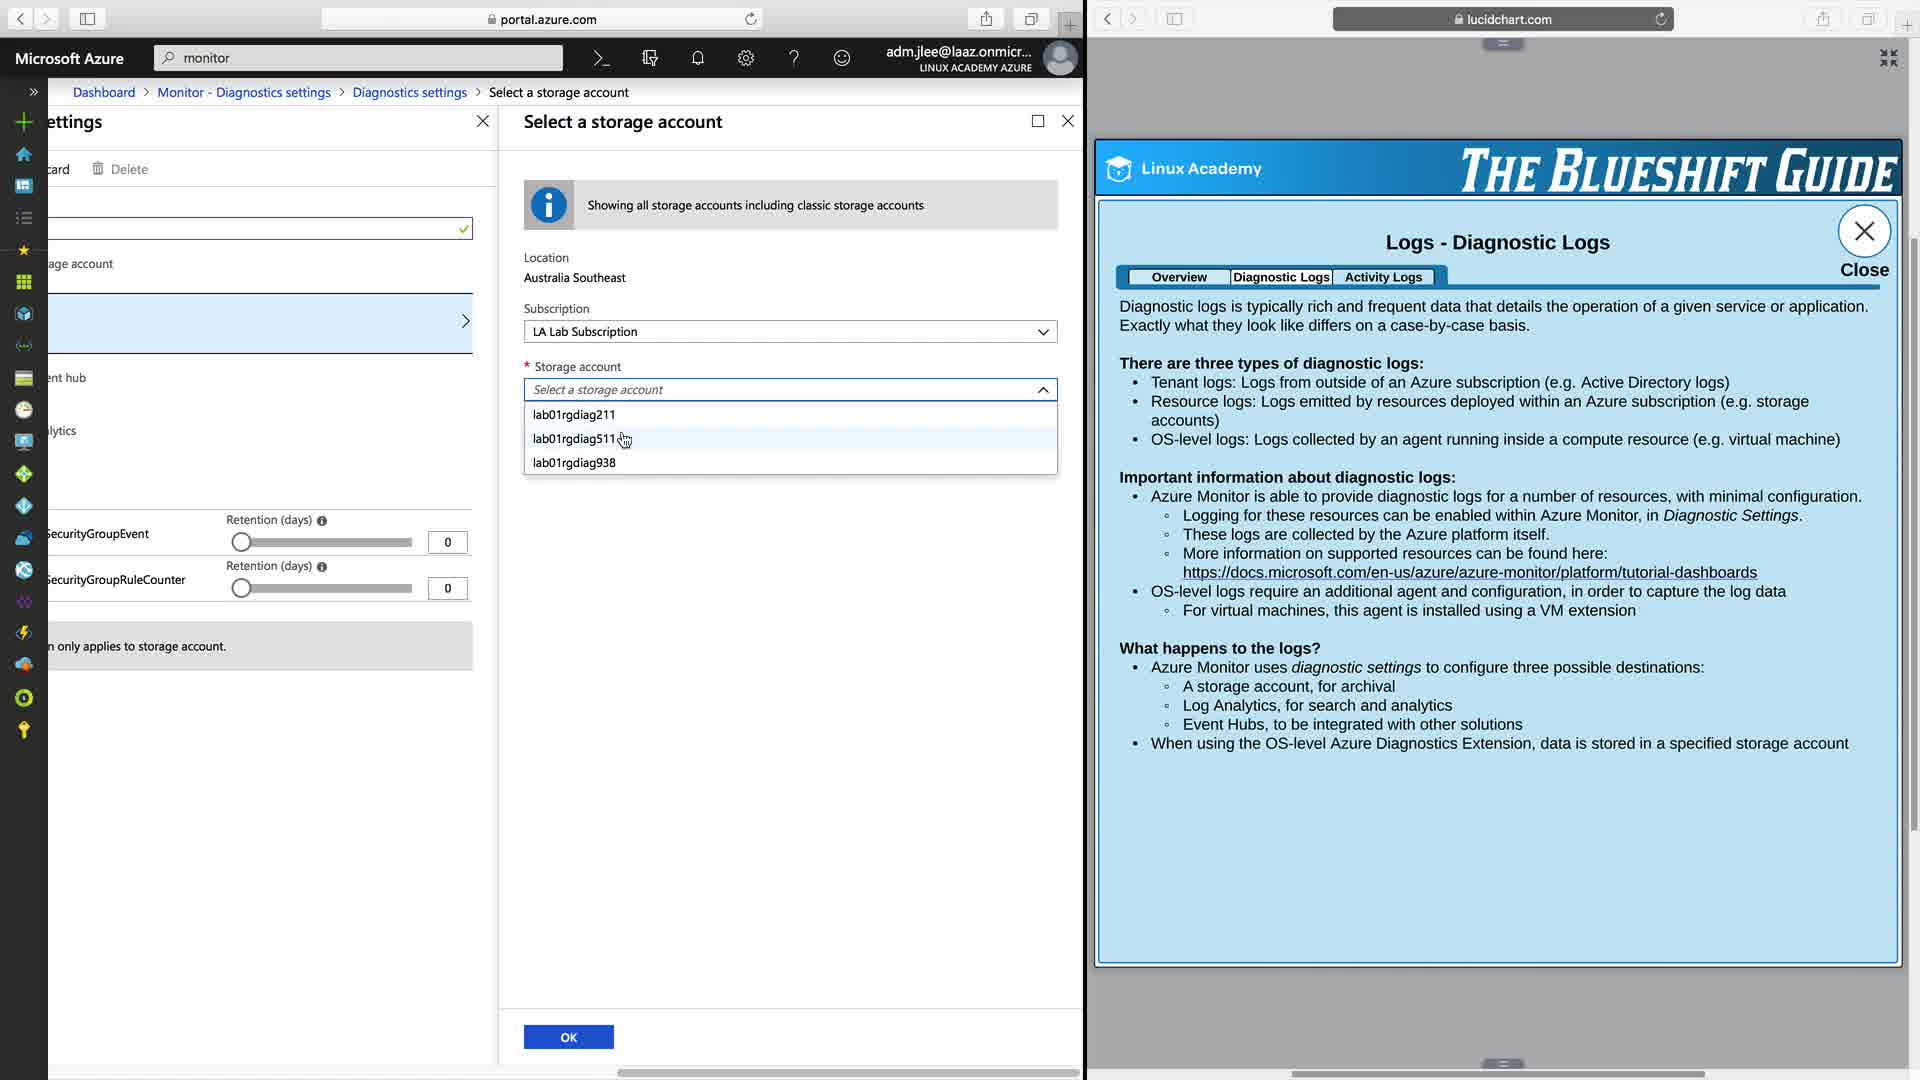 portal.azure.com
Microsoft Azure
monitor
adm.jlee@laaz.onmicr...
LINUX ACADEMY AZURE
Dashboard > Monitor - Diagnostics settings > Diagnostics settings > Select a storage account
ettings
card
Delete
age account
ent hub
lytics
SecurityGroupEvent
Retention (days)
0
SecurityGroupRuleCounter
Retention (days)
0
n only applies to storage account.
Select a storage account
Showing all storage accounts including classic storage accounts
Location
Australia Southeast
Subscription
LA Lab Subscription
* Storage account
Select a storage account
lab01rgdiag211
lab01rgdiag511
lab01rgdiag938
OK
lucidchart.com
Linux Academy
THE BLUESHIFT GUIDE
Logs - Diagnostic Logs
Close
Overview
Diagnostic Logs
Activity Logs
Diagnostic logs is typically rich and frequent data that details the operation of a given service or application.
Exactly what they look like differs on a case-by-case basis.
There are three types of diagnostic logs:
• Tenant logs: Logs from outside of an Azure subscription (e.g. Active Directory logs)
• Resource logs: Logs emitted by resources deployed within an Azure subscription (e.g. storage
accounts)
• OS-level logs: Logs collected by an agent running inside a compute resource (e.g. virtual machine)
Important information about diagnostic logs:
• Azure Monitor is able to provide diagnostic logs for a number of resources, with minimal configuration.
◦ Logging for these resources can be enabled within Azure Monitor, in Diagnostic Settings.
◦ These logs are collected by the Azure platform itself.
◦ More information on supported resources can be found here:
https://docs.microsoft.com/en-us/azure/azure-monitor/platform/tutorial-dashboards
• OS-level logs require an additional agent and configuration, in order to capture the log data
◦ For virtual machines, this agent is installed using a VM extension
What happens to the logs?
• Azure Monitor uses diagnostic settings to configure three possible destinations:
◦ A storage account, for archival
◦ Log Analytics, for search and analytics
◦ Event Hubs, to be integrated with other solutions
• When using the OS-level Azure Diagnostics Extension, data is stored in a specified storage account